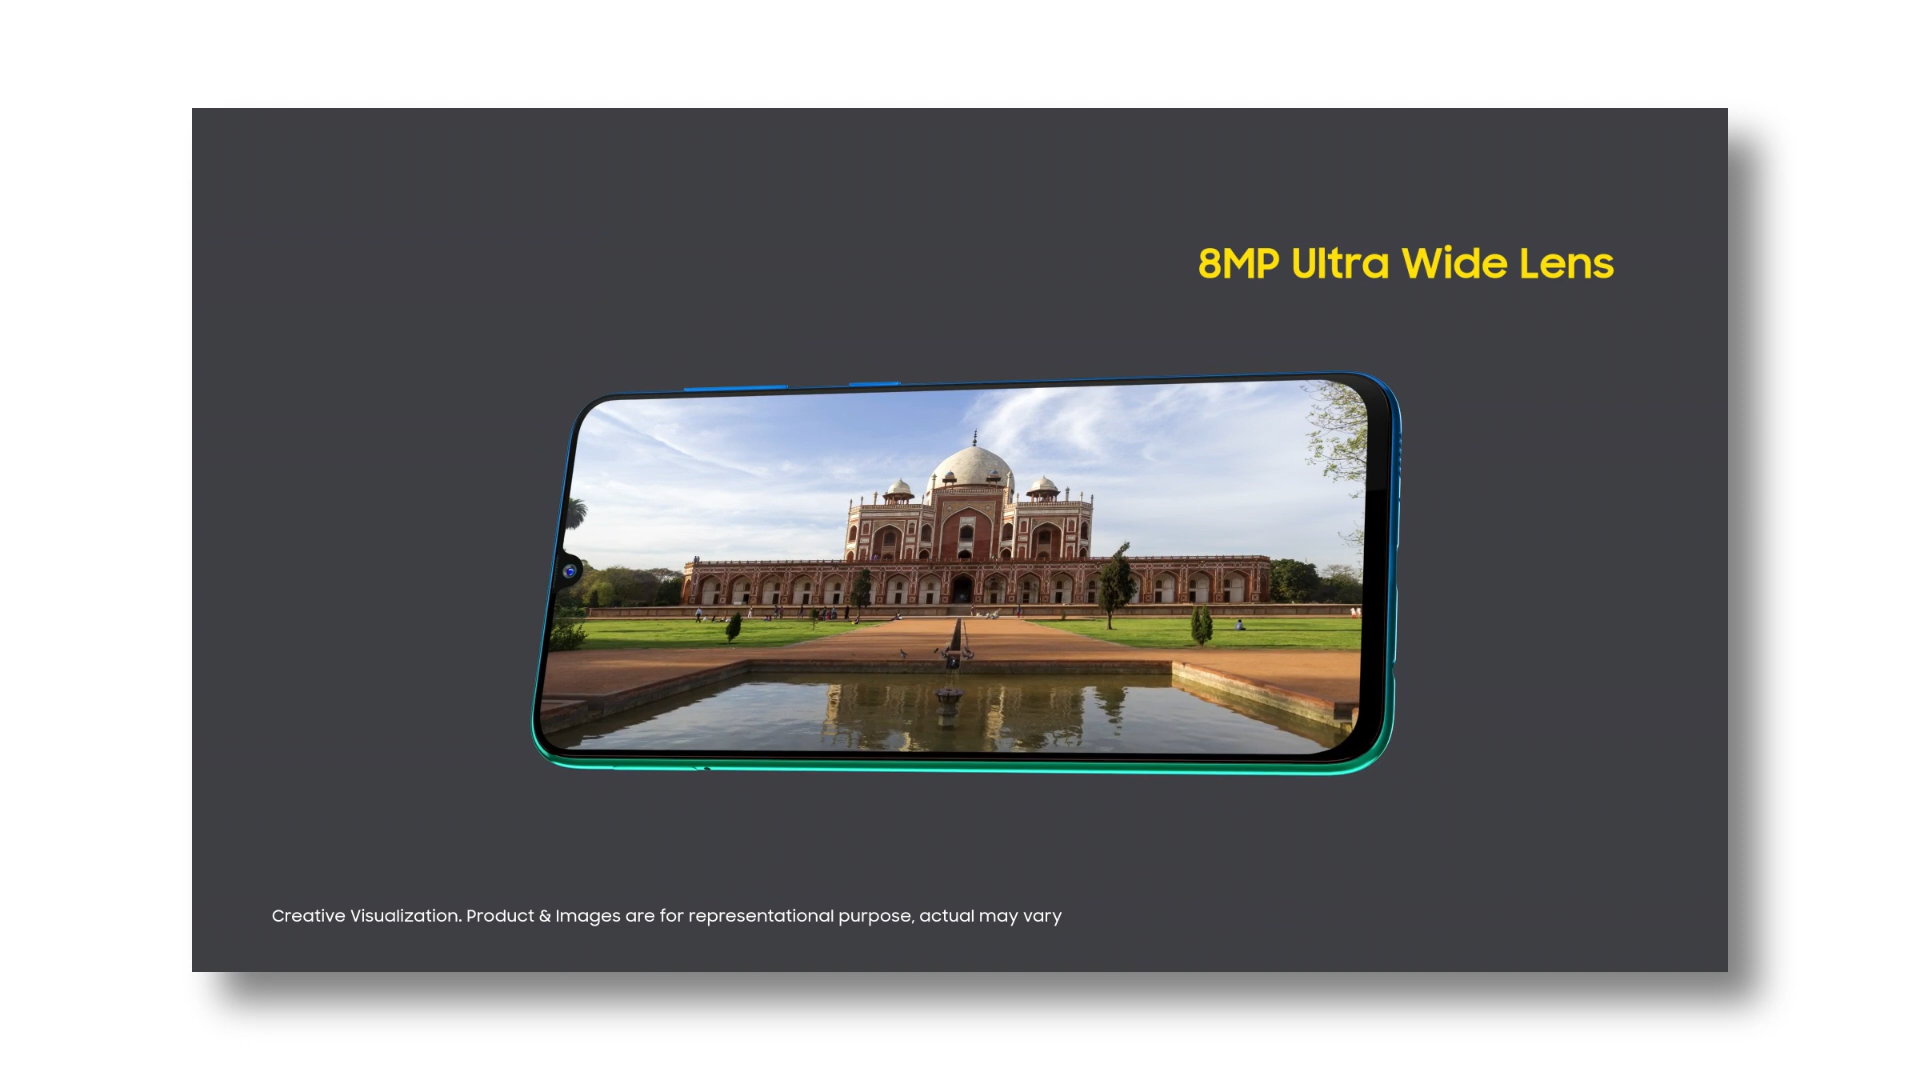 8MP Ultra Wide Lens
Creative Visualization. Product & Images are for representational purpose, actual may vary